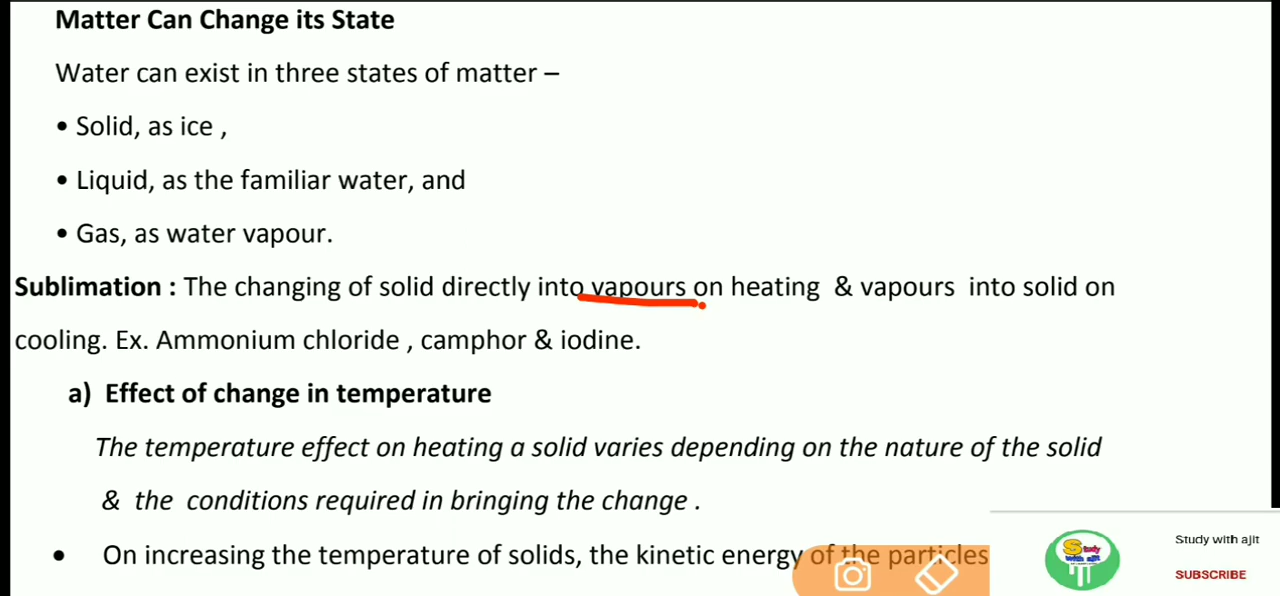 Matter Can Change its State
Water can exist in three states of matter –
• Solid, as ice ,
• Liquid, as the familiar water, and
• Gas, as water vapour.
Sublimation : The changing of solid directly into vapours on heating & vapours into solid on
cooling. Ex. Ammonium chloride , camphor & iodine.
a) Effect of change in temperature
The temperature effect on heating a solid varies depending on the nature of the solid
& the conditions required in bringing the change .
• On increasing the temperature of solids, the kinetic energy of the particles
Study with ajit
Study with ajit
SUBSCRIBE